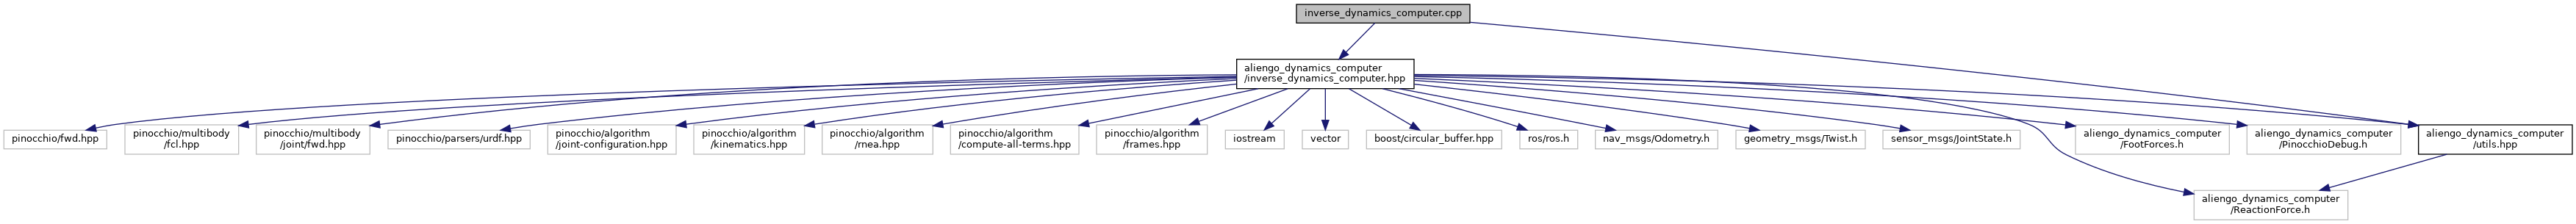 inverse_dynamics_computer.cpp
aliengo_dynamics_computer
/inverse_dynamics_computer.hpp
pinocchio/fwd.hpp
pinocchio/multibody
/fcl.hpp
pinocchio/multibody
/joint/fwd.hpp
pinocchio/parsers/urdf.hpp
pinocchio/algorithm
/joint-configuration.hpp
pinocchio/algorithm
/kinematics.hpp
pinocchio/algorithm
/rnea.hpp
pinocchio/algorithm
/compute-all-terms.hpp
pinocchio/algorithm
/frames.hpp
iostream
vector
boost/circular_buffer.hpp
ros/ros.h
nav_msgs/Odometry.h
geometry_msgs/Twist.h
sensor_msgs/JointState.h
aliengo_dynamics_computer
/FootForces.h
aliengo_dynamics_computer
/PinocchioDebug.h
aliengo_dynamics_computer
/utils.hpp
aliengo_dynamics_computer
/ReactionForce.h